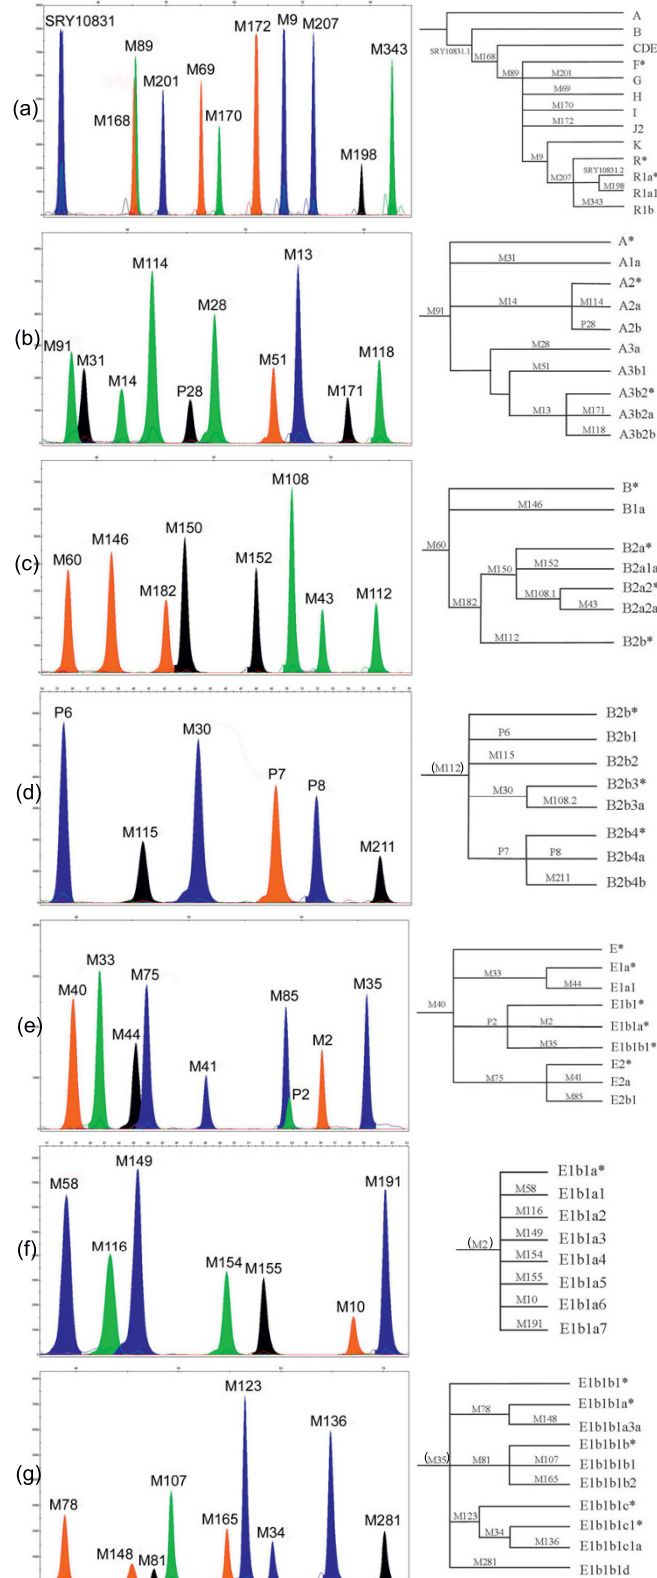 (a)
SRY10831
M89
M168
M201
M69
M170
M172
M9
M207
M198
M343
A
B
SRY10831.1
M168
CDE
M89
F*
M201
G
M69
H
M170
I
M172
J2
M9
K
M207
R*
SRY10831.2
R1a*
M198
R1a1
M343
R1b
(b)
M91
M31
M14
M114
P28
M28
M51
M13
M171
M118
M91
A*
M31
A1a
A2*
M14
M114
A2a
P28
A2b
M28
A3a
M51
A3b1
A3b2*
M13
M171
A3b2a
M118
A3b2b
(c)
M60
M146
M182
M150
M152
M108
M43
M112
M60
B*
M146
B1a
M182
M150
B2a*
M152
B2a1a
M108.1
B2a2*
M43
B2a2a
M112
B2b*
(d)
P6
M115
M30
P7
P8
M211
(M112)
B2b*
P6
B2b1
M115
B2b2
M30
B2b3*
M108.2
B2b3a
P7
B2b4*
P8
B2b4a
M211
B2b4b
(e)
M40
M33
M44
M75
M41
M85
P2
M2
M35
M40
E*
M33
E1a*
M44
E1a1
P2
E1b1*
M2
E1b1a*
M35
E1b1b1*
M75
E2*
M41
E2a
M85
E2b1
(f)
M58
M116
M149
M154
M155
M10
M191
(M2)
E1b1a*
M58
E1b1a1
M116
E1b1a2
M149
E1b1a3
M154
E1b1a4
M155
E1b1a5
M10
E1b1a6
M191
E1b1a7
(g)
M78
M148
M81
M107
M165
M123
M34
M136
M281
(M35)
E1b1b1*
M78
E1b1b1a*
M148
E1b1b1a3a
M81
E1b1b1b*
M107
E1b1b1b1
M165
E1b1b1b2
M123
E1b1b1c*
M34
E1b1b1c1*
M136
E1b1b1c1a
M281
E1b1b1d